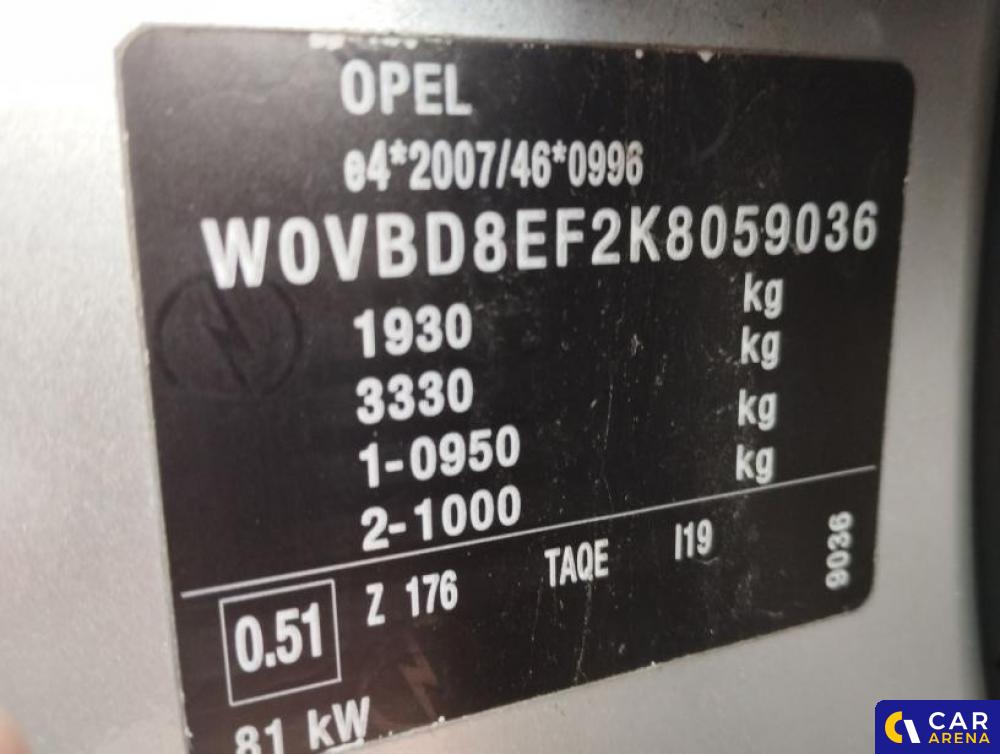 OPEL
e4*2007/46*0996
W0VBD8EF2K8059036
1930 kg
3330 kg
1-0950 kg
2-1000 kg
0.51 Z 176 TAQE I19 9036
81 kW
CAR
ARENA